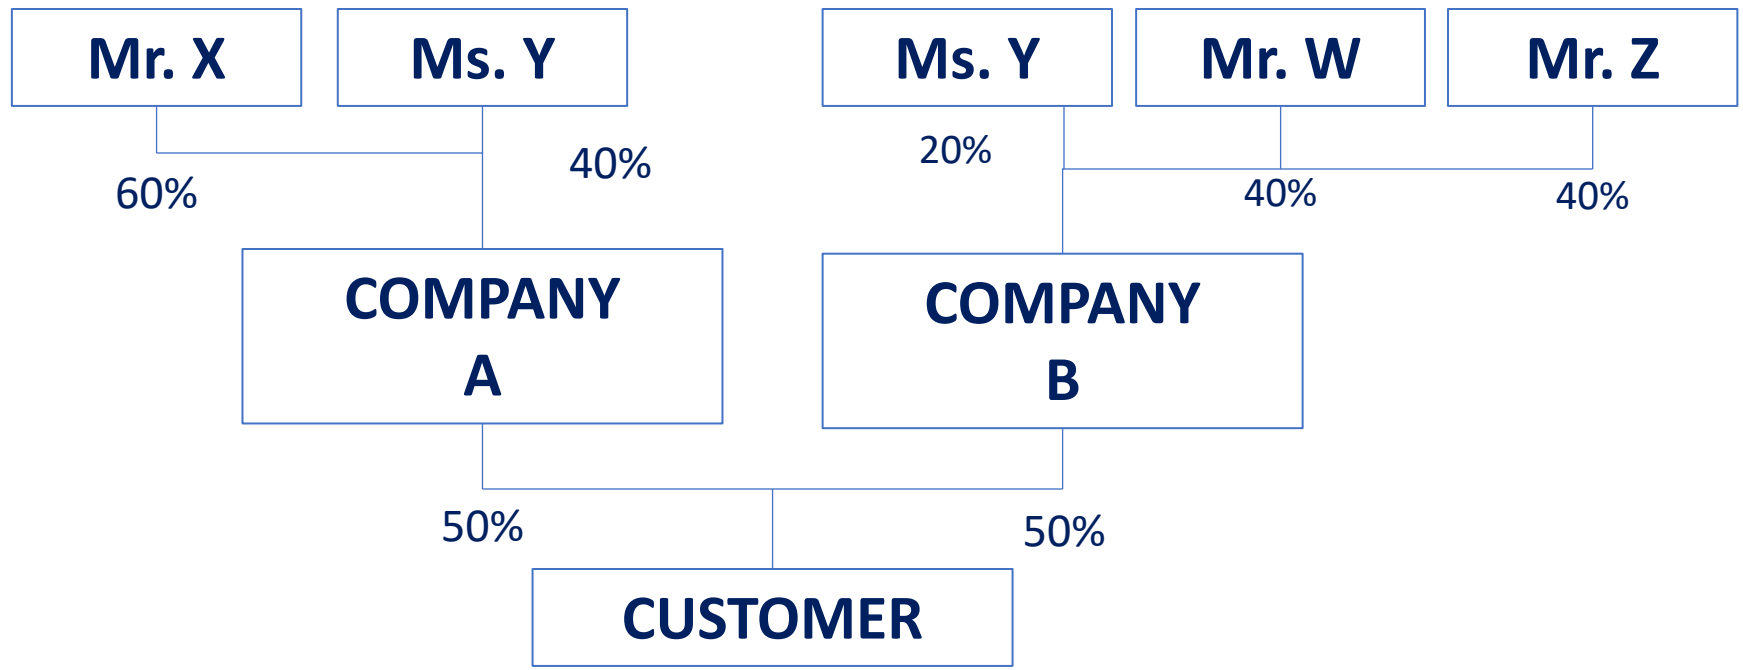 Mr. X
Ms. Y
Ms. Y
Mr. W
Mr. Z
60%
40%
20%
40%
40%
COMPANY
A
COMPANY
B
50%
50%
CUSTOMER